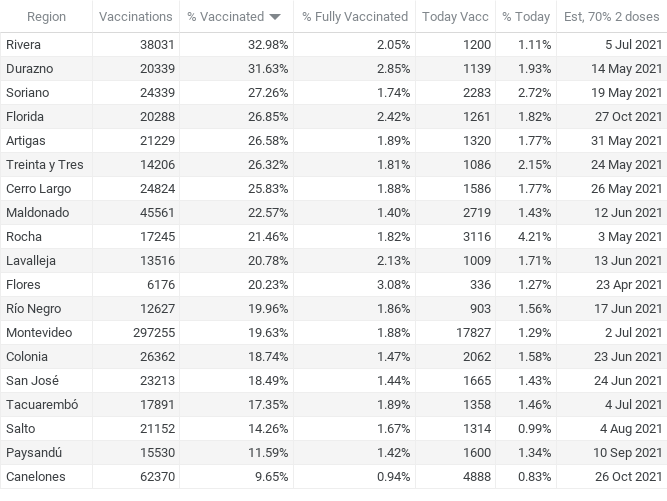 Region Vaccinations % Vaccinated % Fully Vaccinated Today Vacc % Today Est, 70% 2 doses
Rivera 38031 32.98% 2.05% 1200 1.11% 5 Jul 2021
Durazno 20339 31.63% 2.85% 1139 1.93% 14 May 2021
Soriano 24339 27.26% 1.74% 2283 2.72% 19 May 2021
Florida 20288 26.85% 2.42% 1261 1.82% 27 Oct 2021
Artigas 21229 26.58% 1.89% 1320 1.77% 31 May 2021
Treinta y Tres 14206 26.32% 1.81% 1086 2.15% 24 May 2021
Cerro Largo 24824 25.83% 1.88% 1586 1.77% 26 May 2021
Maldonado 45561 22.57% 1.40% 2719 1.43% 12 Jun 2021
Rocha 17245 21.46% 1.82% 3116 4.21% 3 May 2021
Lavalleja 13516 20.78% 2.13% 1009 1.71% 13 Jun 2021
Flores 6176 20.23% 3.08% 336 1.27% 23 Apr 2021
Río Negro 12627 19.96% 1.86% 903 1.56% 17 Jun 2021
Montevideo 297255 19.63% 1.88% 17827 1.29% 2 Jul 2021
Colonia 26362 18.74% 1.47% 2062 1.58% 23 Jun 2021
San José 23213 18.49% 1.44% 1665 1.43% 24 Jun 2021
Tacuarembó 17891 17.35% 1.89% 1358 1.46% 4 Jul 2021
Salto 21152 14.26% 1.67% 1314 0.99% 4 Aug 2021
Paysandú 15530 11.59% 1.42% 1600 1.34% 10 Sep 2021
Canelones 62370 9.65% 0.94% 4888 0.83% 26 Oct 2021